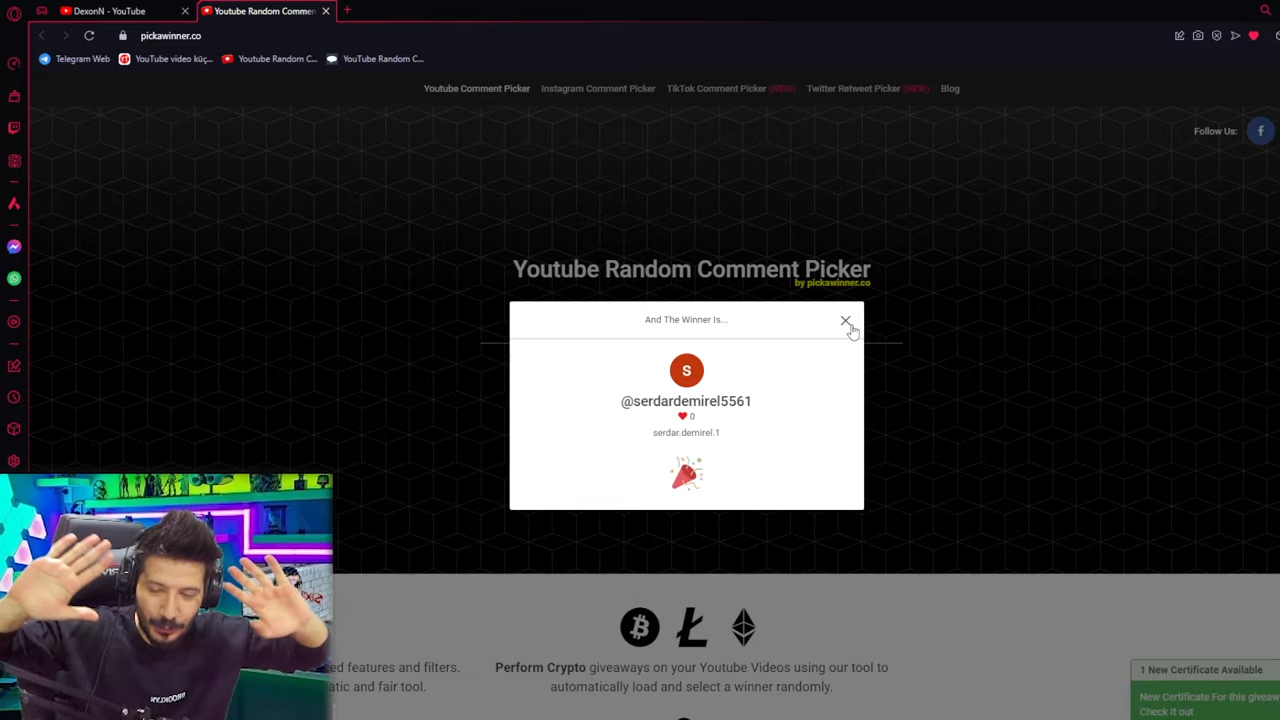 DexonN - YouTube
Youtube Random Commen
pickawinner.co
Telegram Web
YouTube video küç...
Youtube Random C...
YouTube Random C...
Youtube Comment Picker
Instagram Comment Picker
TikTok Comment Picker (NEW)
Twitter Retweet Picker (NEW)
Blog
Follow Us:
Youtube Random Comment Picker
by pickawinner.co
And The Winner Is...
S
@serdardemirel5561
0
serdar.demirel.1
ed features and filters.
atic and fair tool.
Perform Crypto giveaways on your Youtube Videos using our tool to
automatically load and select a winner randomly.
1 New Certificate Available
New Certificate For this giveaw
Check it out